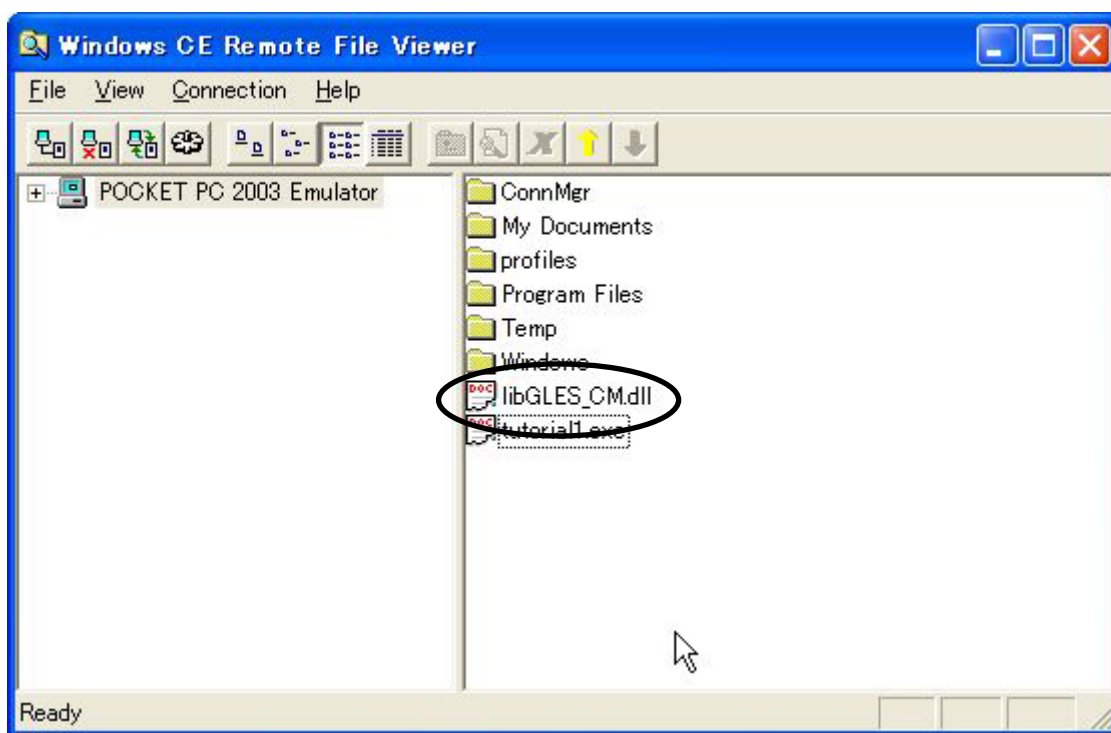 Windows CE Remote File Viewer
File View Connection Help
POCKET PC 2003 Emulator
ConnMgr
My Documents
profiles
Program Files
Temp
Windows
libGLES_CM.dll
tutorial1.exe
Ready